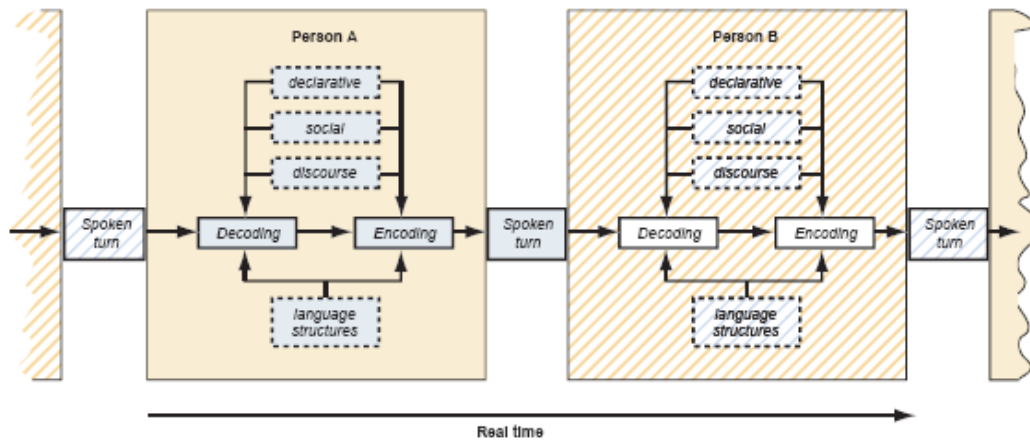 Person A
Person B
declarative
declarative
social
social
discourse
discourse
Spoken
turn
Decoding
Encoding
Spoken
turn
Decoding
Encoding
Spoken
turn
language
structures
language
structures
Real time